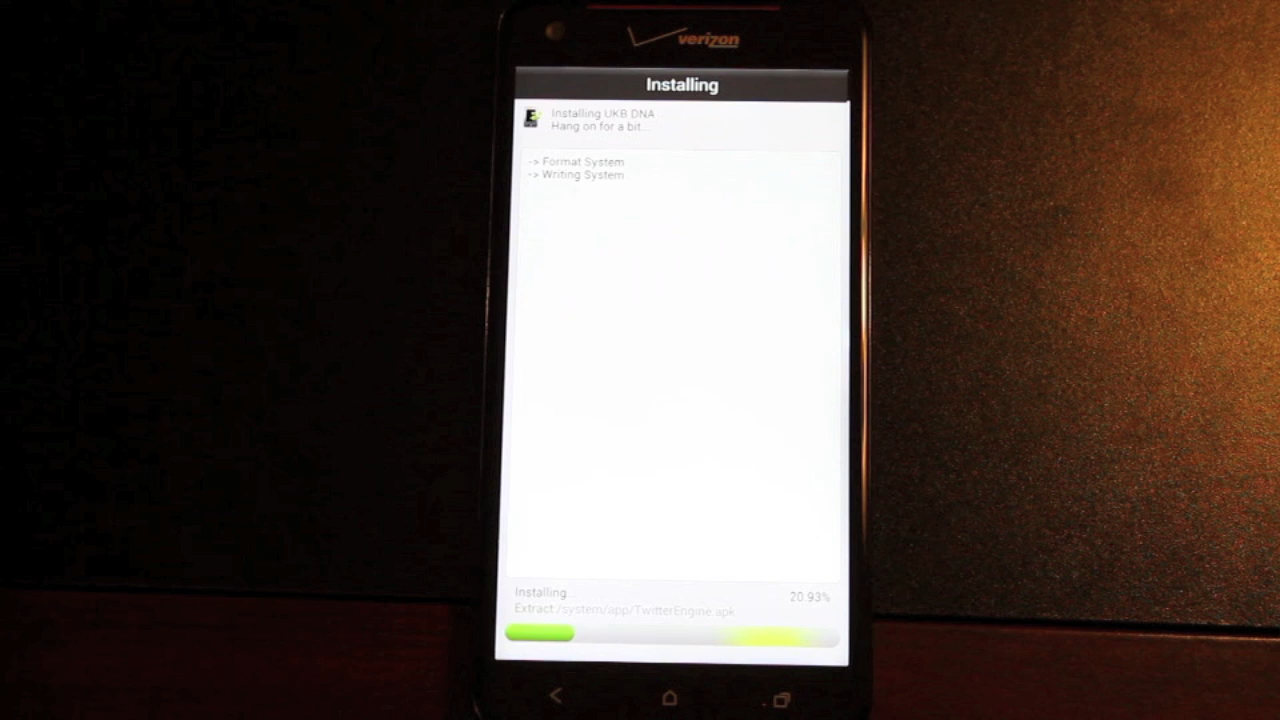 verizon
Installing
Installing UKB DNA
Hang on for a bit...
-> Format System
-> Writing System
Installing...
20.93%
Extract /system/app/TwitterEngine.apk